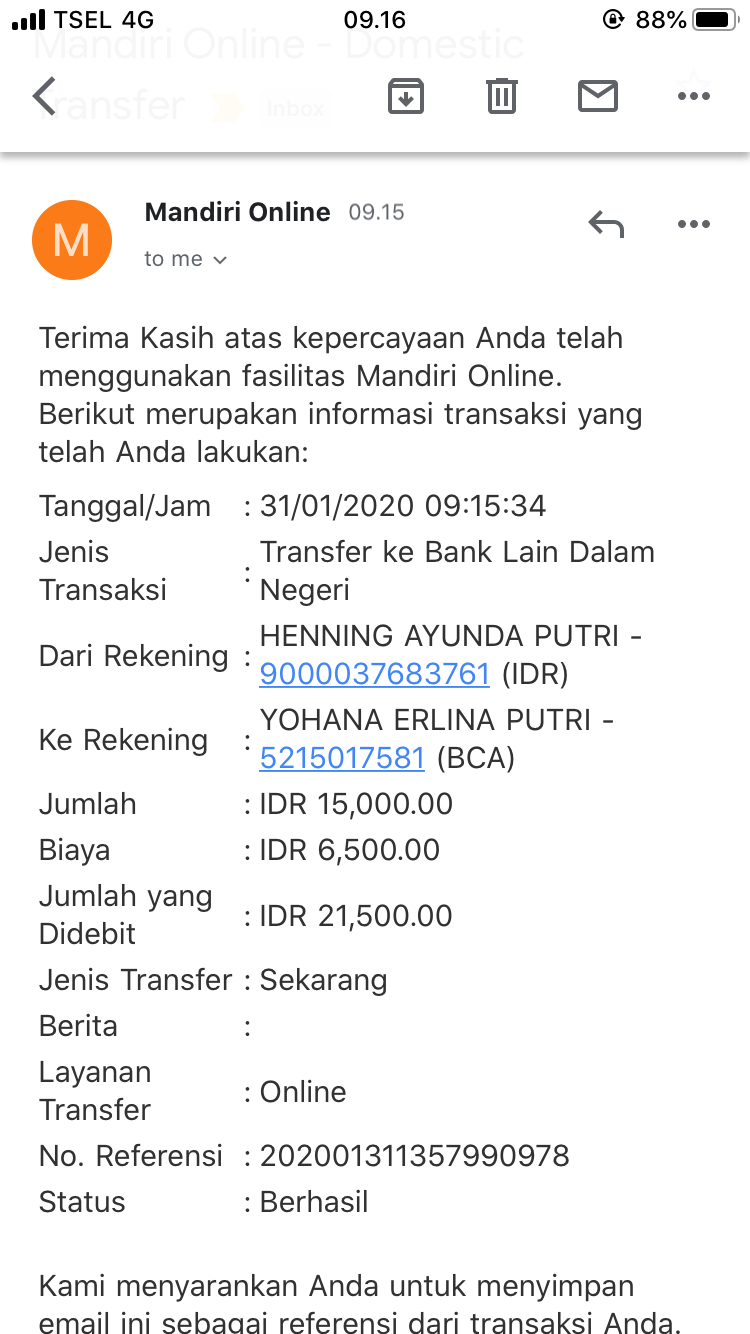 TSEL 4G 09.16 88%
Mandiri Online - Domestic
Transfer Inbox
Mandiri Online 09.15
M
to me
Terima Kasih atas kepercayaan Anda telah
menggunakan fasilitas Mandiri Online.
Berikut merupakan informasi transaksi yang
telah Anda lakukan:
Tanggal/Jam : 31/01/2020 09:15:34
Jenis
Transaksi : Transfer ke Bank Lain Dalam
Negeri
Dari Rekening : HENNING AYUNDA PUTRI -
9000037683761 (IDR)
Ke Rekening : YOHANA ERLINA PUTRI -
5215017581 (BCA)
Jumlah : IDR 15,000.00
Biaya : IDR 6,500.00
Jumlah yang
Didebit : IDR 21,500.00
Jenis Transfer : Sekarang
Berita :
Layanan
Transfer : Online
No. Referensi : 202001311357990978
Status : Berhasil
Kami menyarankan Anda untuk menyimpan
email ini sebagai referensi dari transaksi Anda.